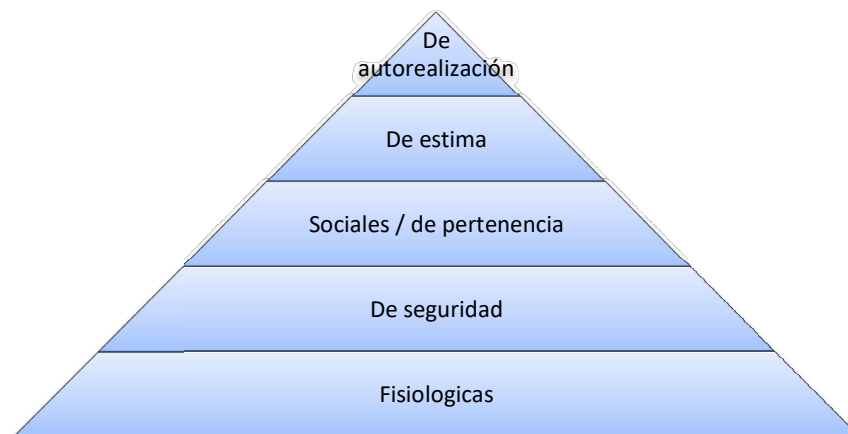 De
autorealización
De estima
Sociales / de pertenencia
De seguridad
Fisiologicas